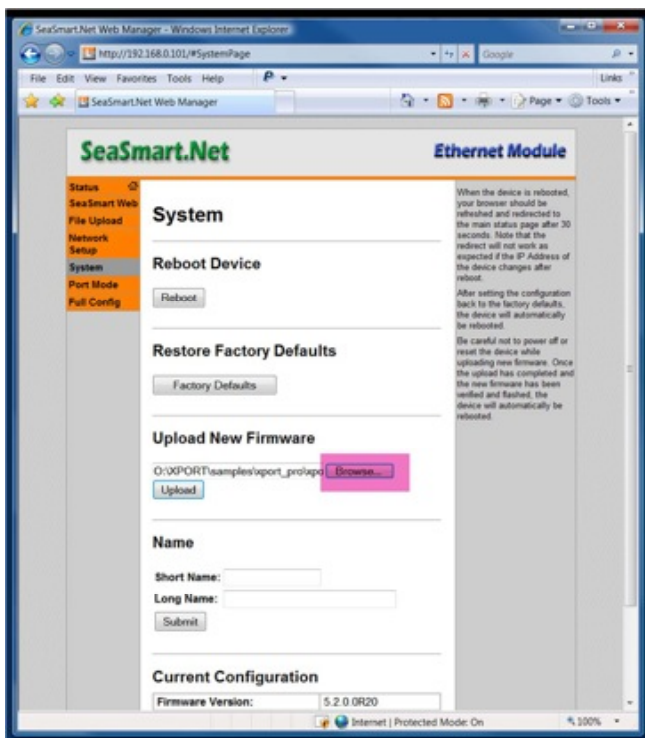 SeaSmart.Net Web Manager - Windows Internet Explorer
http://192.168.0.101/#SystemPage
Google
File Edit View Favorites Tools Help
Links
SeaSmart.Net Web Manager
Page
Tools
SeaSmart.Net
Ethernet Module
Status
SeaSmart Web
File Upload
Network
Setup
System
Port Mode
Full Config
System
Reboot Device
Reboot
Restore Factory Defaults
Factory Defaults
Upload New Firmware
O:\XPORT\samples\xport_pro\xpo
Browse...
Upload
Name
Short Name:
Long Name:
Submit
Current Configuration
Firmware Version: 5.2.0.0R20
When the device is rebooted,
your browser should be
refreshed and redirected to
the main status page after 30
seconds. Note that the
redirect will not work as
expected if the IP Address of
the device changes after
reboot.
After setting the configuration
back to the factory defaults,
the device will automatically
be rebooted.
Be careful not to power off or
reset the device while
uploading new firmware. Once
the upload has completed and
the new firmware has been
verified and flashed, the
device will automatically be
rebooted.
Internet | Protected Mode: On
100%